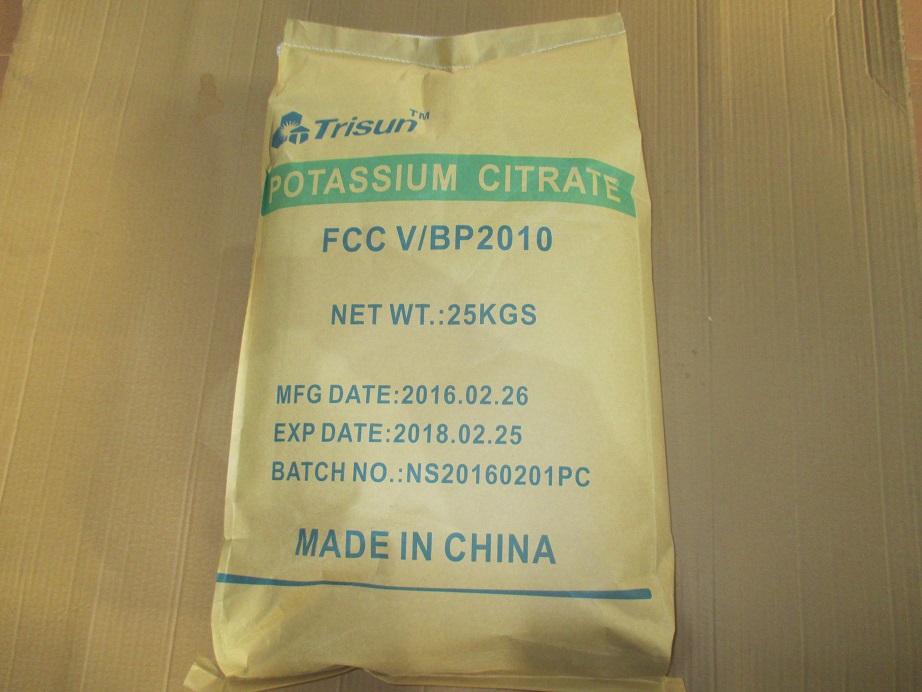 Trisun™
POTASSIUM CITRATE
FCC V/BP2010
NET WT.:25KGS
MFG DATE:2016.02.26
EXP DATE:2018.02.25
BATCH NO.:NS20160201PC
MADE IN CHINA